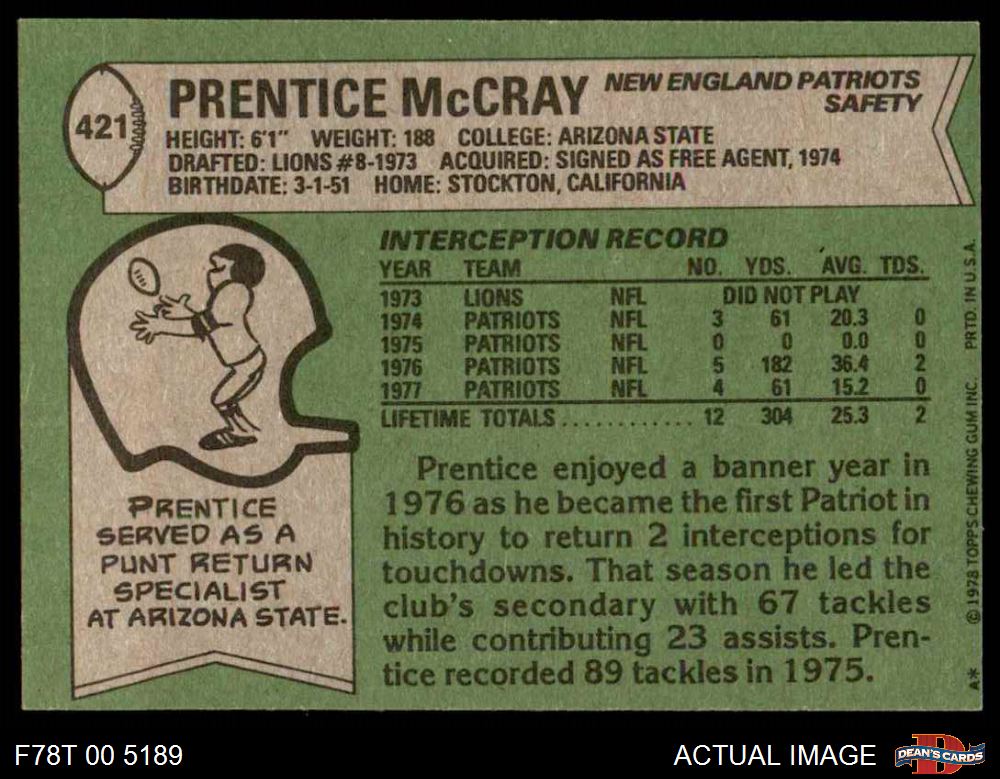 421
PRENTICE McCRAY
NEW ENGLAND PATRIOTS
SAFETY
HEIGHT: 6'1" WEIGHT: 188 COLLEGE: ARIZONA STATE
DRAFTED: LIONS #8-1973 ACQUIRED: SIGNED AS FREE AGENT, 1974
BIRTHDATE: 3-1-51 HOME: STOCKTON, CALIFORNIA
INTERCEPTION RECORD
YEAR TEAM NO. YDS. AVG. TDS.
1973 LIONS NFL DID NOT PLAY
1974 PATRIOTS NFL 3 61 20.3 0
1975 PATRIOTS NFL 0 0 0.0 0
1976 PATRIOTS NFL 5 182 36.4 2
1977 PATRIOTS NFL 4 61 15.2 0
LIFETIME TOTALS ............ 12 304 25.3 2
PRENTICE
SERVED AS A
PUNT RETURN
SPECIALIST
AT ARIZONA STATE.
Prentice enjoyed a banner year in
1976 as he became the first Patriot in
history to return 2 interceptions for
touchdowns. That season he led the
club's secondary with 67 tackles
while contributing 23 assists. Pren-
tice recorded 89 tackles in 1975.
A* © 1978 TOPPS CHEWING GUM INC. PRTD. IN U.S.A.
F78T 00 5189
ACTUAL IMAGE
DEAN'S CARDS